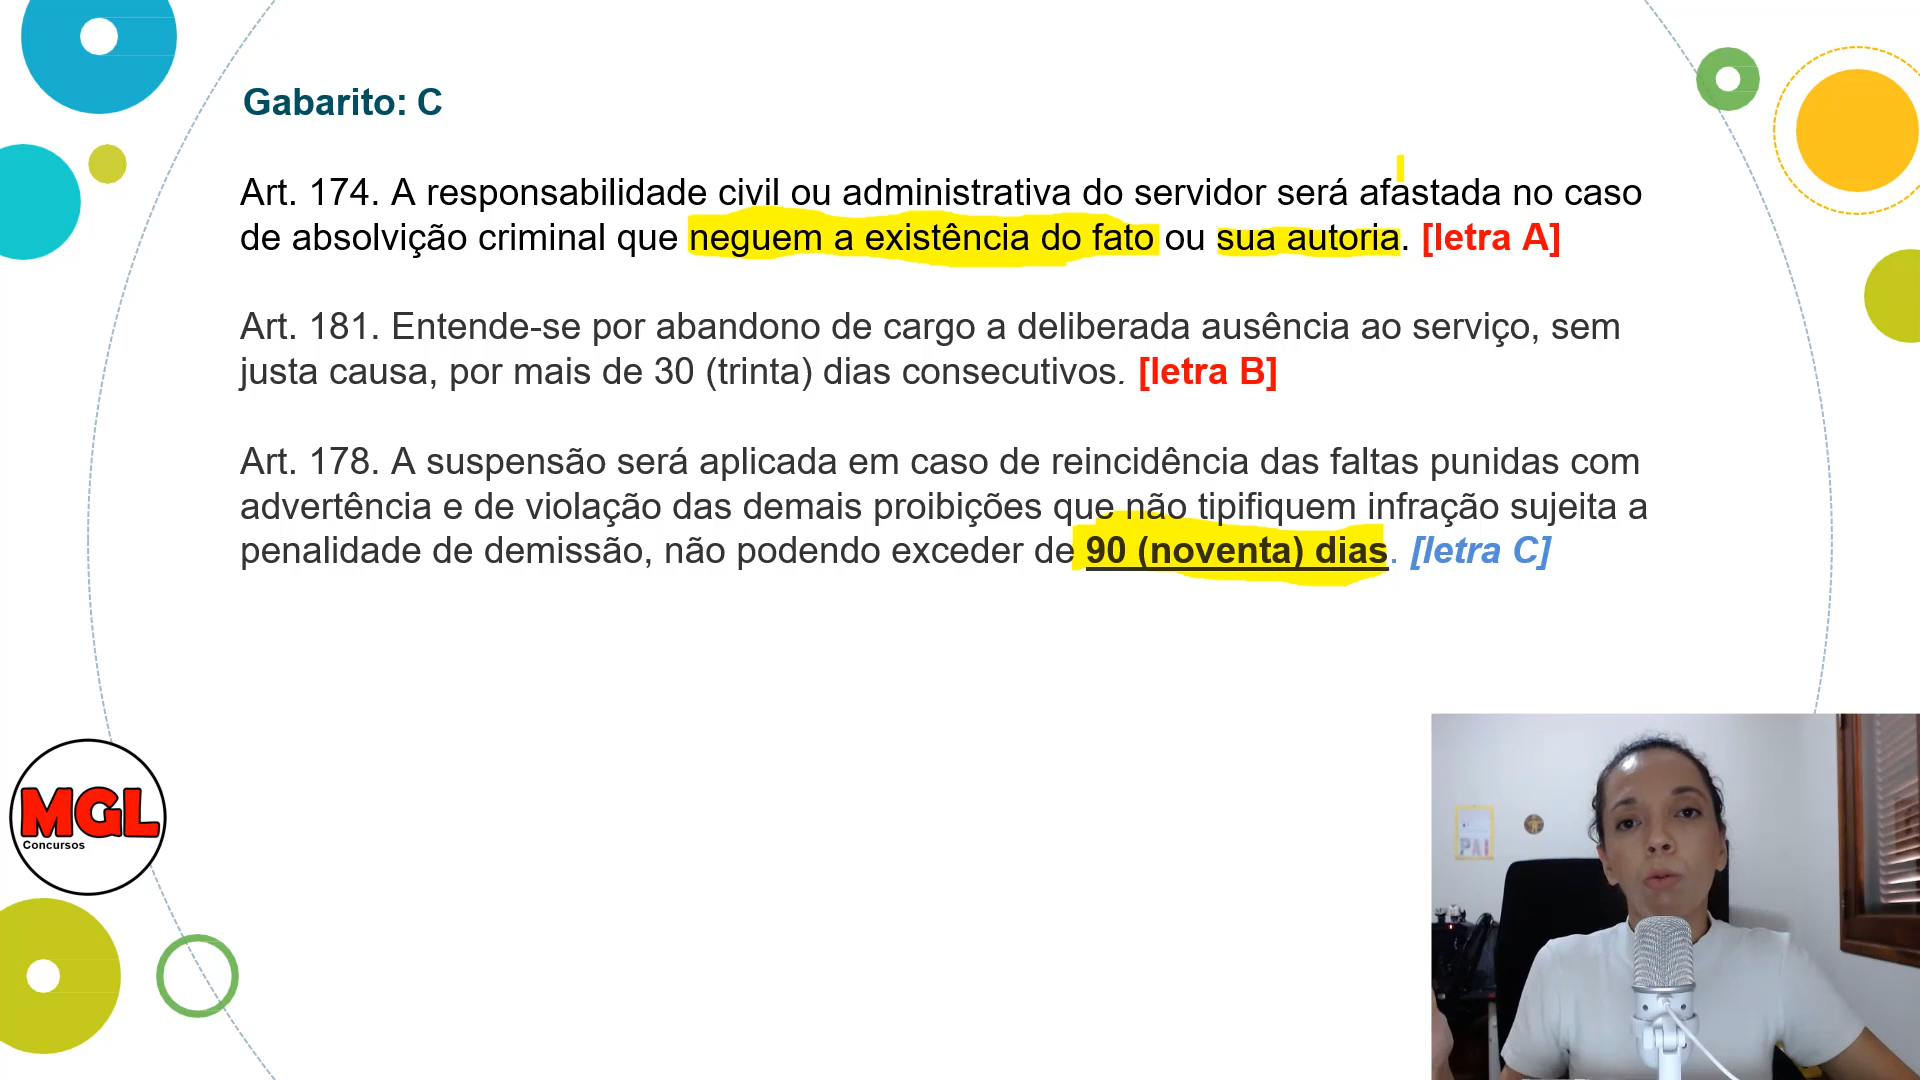 Gabarito: C
Art. 174. A responsabilidade civil ou administrativa do servidor será afastada no caso
de absolvição criminal que neguem a existência do fato ou sua autoria. [letra A]
Art. 181. Entende-se por abandono de cargo a deliberada ausência ao serviço, sem
justa causa, por mais de 30 (trinta) dias consecutivos. [letra B]
Art. 178. A suspensão será aplicada em caso de reincidência das faltas punidas com
advertência e de violação das demais proibições que não tipifiquem infração sujeita a
penalidade de demissão, não podendo exceder de 90 (noventa) dias. [letra C]
MGL
Concursos
PAI